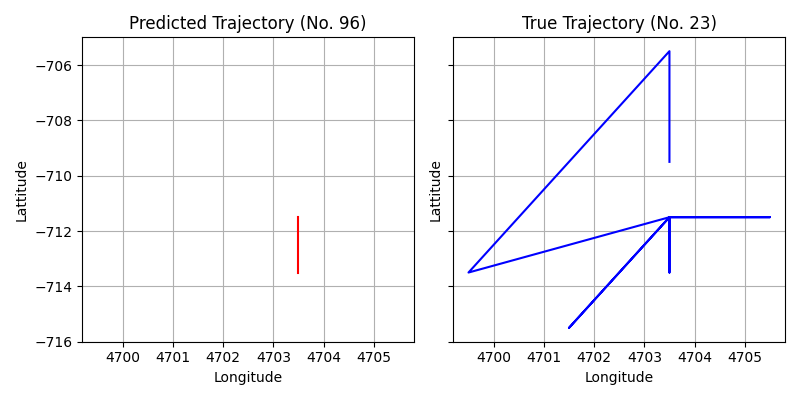 Predicted Trajectory (No. 96)
True Trajectory (No. 23)
Lattitude
−706
−708
−710
−712
−714
−716
4700 4701 4702 4703 4704 4705
Longitude
Lattitude
4700 4701 4702 4703 4704 4705
Longitude